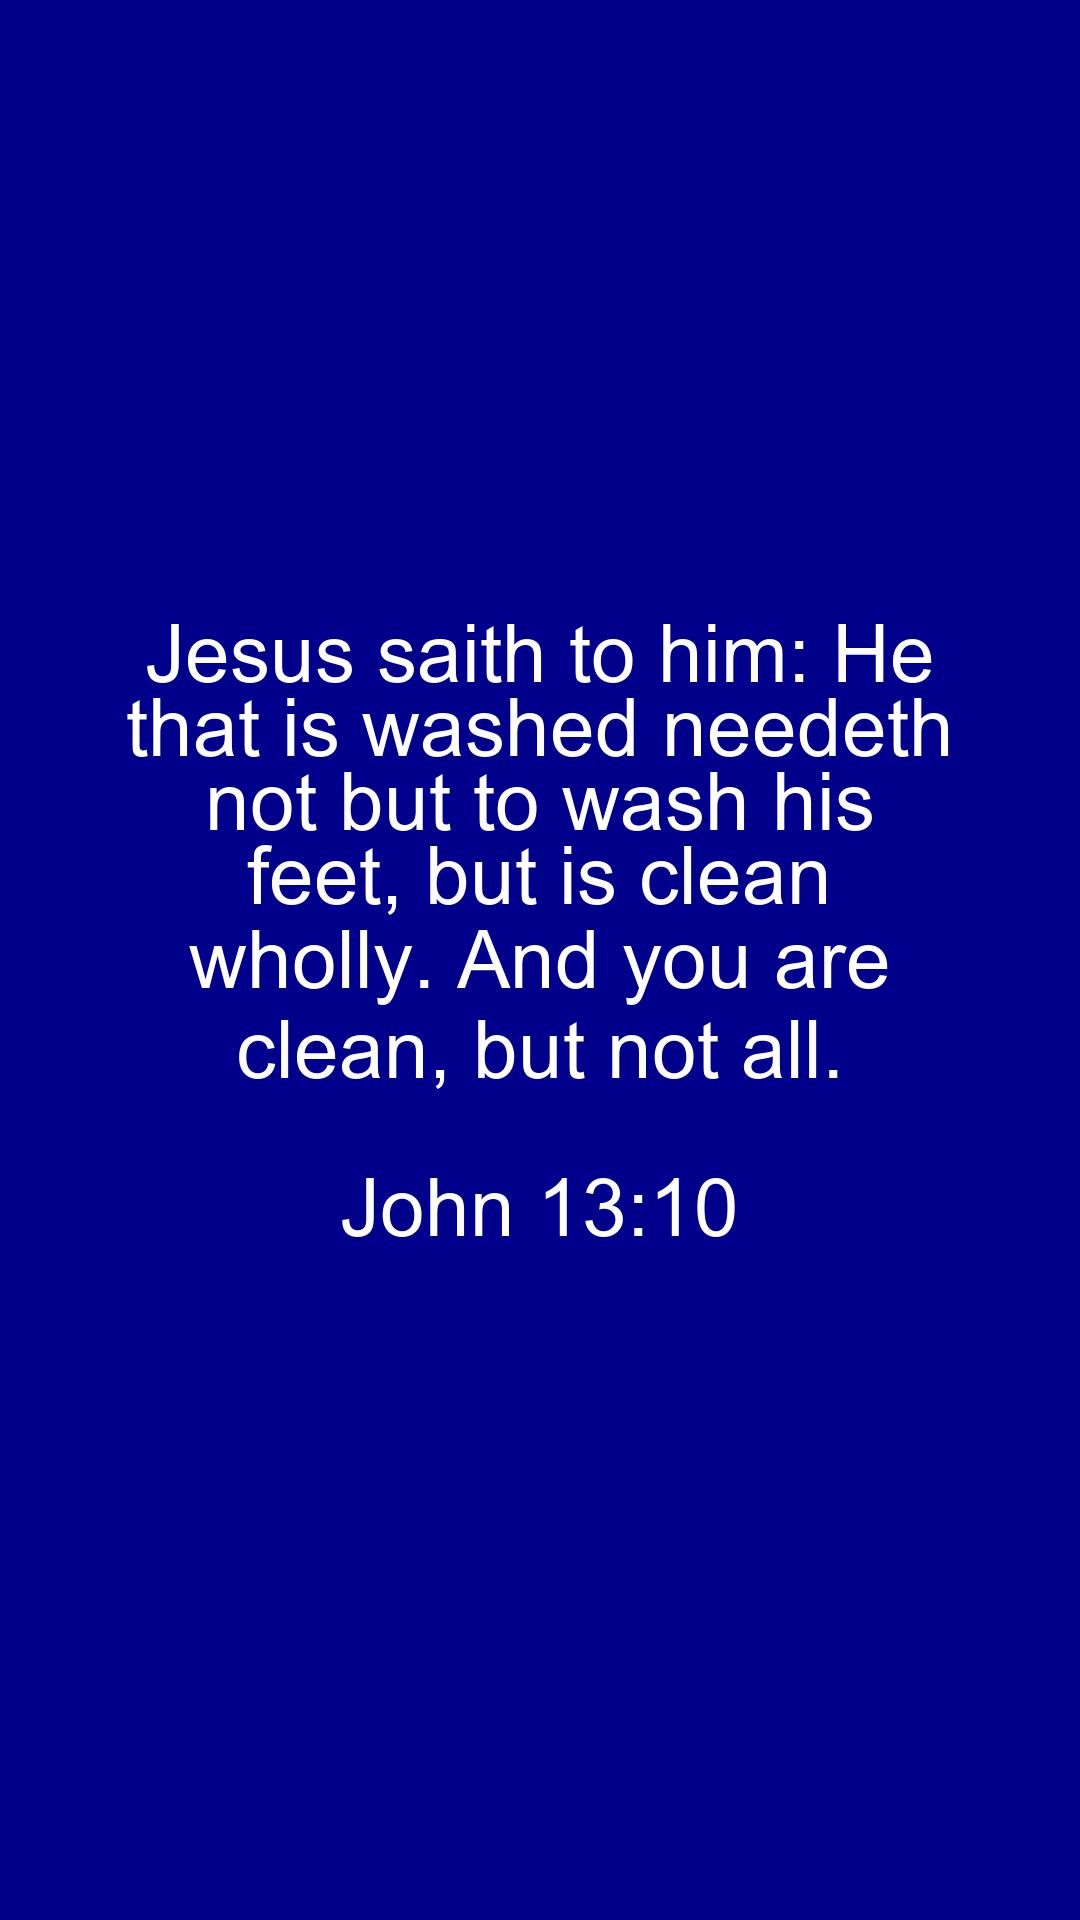 Jesus saith to him: He
that is washed needeth
not but to wash his
feet, but is clean
wholly. And you are
clean, but not all.
John 13:10